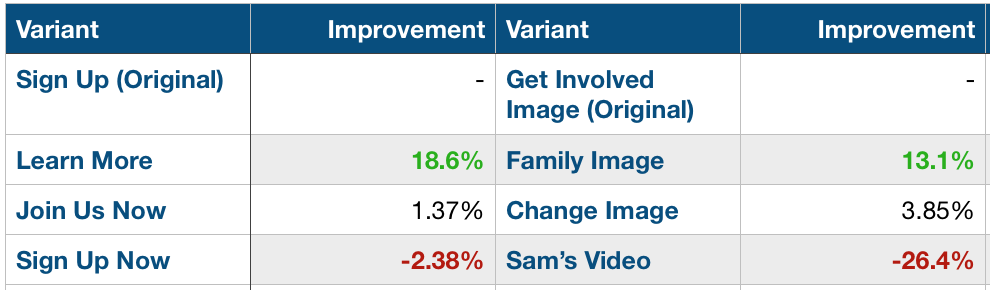 Variant Improvement Variant Improvement
Sign Up (Original) - Get Involved -
Image (Original)
Learn More 18.6% Family Image 13.1%
Join Us Now 1.37% Change Image 3.85%
Sign Up Now -2.38% Sam’s Video -26.4%